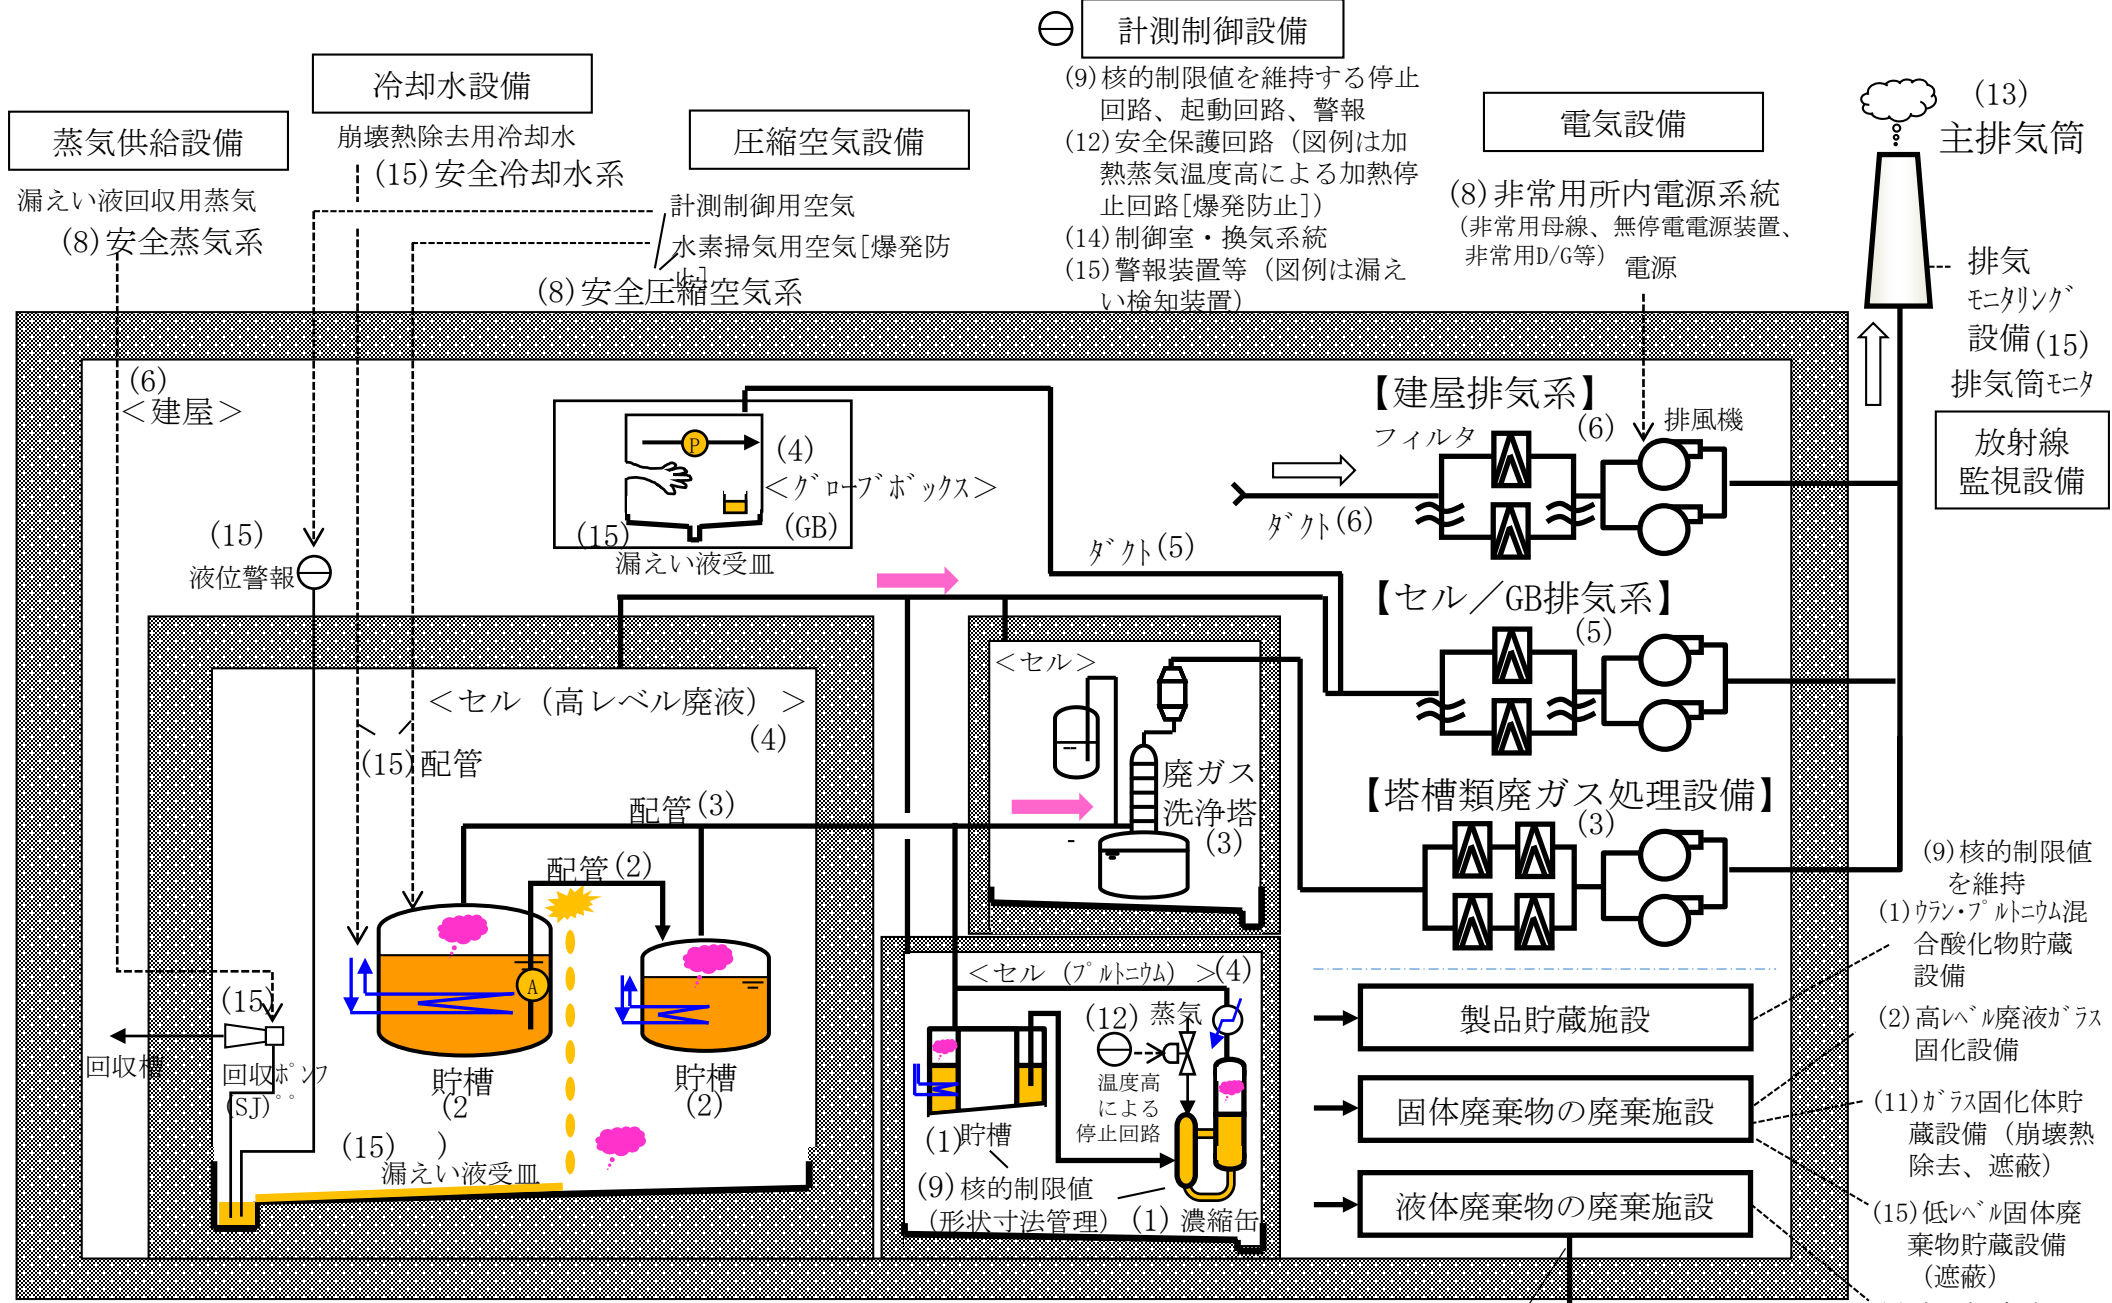 計測制御設備
(9)核的制限値を維持する停止
回路、起動回路、警報
(12)安全保護回路（図例は加
熱蒸気温度高による加熱停
止回路[爆発防止]）
(14)制御室・換気系統
(15)警報装置等（図例は漏え
い検知装置）
冷却水設備
崩壊熱除去用冷却水
(15)安全冷却水系
蒸気供給設備
漏えい液回収用蒸気
(8)安全蒸気系
圧縮空気設備
計測制御用空気
水素掃気用空気[爆発防
止]
(8)安全圧縮空気系
電気設備
(8)非常用所内電源系統
(非常用母線、無停電電源装置、
非常用D/G等)
電源
(13)
主排気筒
排気
ﾓﾆﾀﾘﾝｸﾞ
設備(15)
排気筒ﾓﾆﾀ
放射線
監視設備
(6)
＜建屋＞
P
(4)
＜ｸﾞﾛｰﾌﾞﾎﾞｯｸｽ＞
(GB)
(15)
漏えい液受皿
【建屋排気系】
(6)
フィルタ
排風機
ﾀﾞｸﾄ(6)
ﾀﾞｸﾄ(5)
(15)
液位警報
【セル／GB排気系】
(5)
＜セル＞
廃ガス
洗浄塔
(3)
＜セル（高レベル廃液）＞
(4)
(15)配管
配管(3)
配管(2)
【塔槽類廃ガス処理設備】
(3)
A
(15)
回収槽
回収ﾎﾟﾝﾌﾟ
(SJ)
貯槽
(2
)
貯槽
(2)
(15)
漏えい液受皿
＜セル（ﾌﾟﾙﾄﾆｳﾑ）＞(4)
(12)
蒸気
温度高
による
停止回路
(1)貯槽
(9)核的制限値
(形状寸法管理)
(1)濃縮缶
製品貯蔵施設
固体廃棄物の廃棄施設
液体廃棄物の廃棄施設
(9)核的制限値
を維持
(1)ｳﾗﾝ・ﾌﾟﾙﾄﾆｳﾑ混
合酸化物貯蔵
設備
(2)高ﾚﾍﾞﾙ廃液ｶﾞﾗｽ
固化設備
(11)ｶﾞﾗｽ固化体貯
蔵設備（崩壊熱
除去、遮蔽）
(15)低ﾚﾍﾞﾙ固体廃
棄物貯蔵設備
（遮蔽）